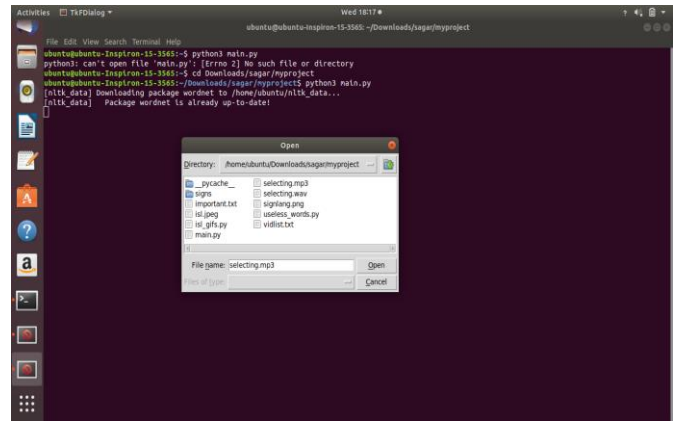 Activities TkFDialog Wed 18:17
ubuntu@ubuntu-Inspiron-15-3565: ~/Downloads/sagar/myproject
File Edit View Search Terminal Help
ubuntu@ubuntu-Inspiron-15-3565:~$ python3 main.py
python3: can't open file 'main.py': [Errno 2] No such file or directory
ubuntu@ubuntu-Inspiron-15-3565:~$ cd Downloads/sagar/myproject
ubuntu@ubuntu-Inspiron-15-3565:~/Downloads/sagar/myproject$ python3 main.py
[nltk_data] Downloading package wordnet to /home/ubuntu/nltk_data...
[nltk_data] Package wordnet is already up-to-date!
Open
Directory: /home/ubuntu/Downloads/sagar/myproject
__pycache__ selecting.mp3
signs selecting.wav
important.txt signlang.png
isl.jpeg useless_words.py
isl_gifs.py vidlist.txt
main.py
File name: selecting.mp3 Open
Files of type: Cancel